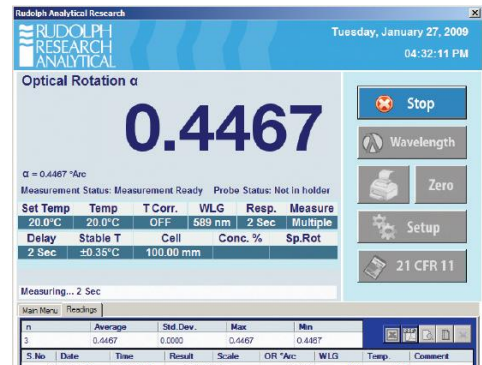 Rudolph Analytical Research
RUDOLPH
RESEARCH
ANALYTICAL
Tuesday, January 27, 2009
04:32:11 PM
Optical Rotation α
0.4467
α = 0.4467 °Arc
Measurement Status: Measurement Ready Probe Status: Not in holder
Set Temp Temp T Corr. WLG Resp. Measure
20.0°C 20.0°C OFF 589 nm 2 Sec Multiple
Delay Stable T Cell Conc. % Sp.Rot
2 Sec ±0.35°C 100.00 mm
Measuring... 2 Sec
Stop
Wavelength
Zero
Setup
21 CFR 11
Main Menu Readings
n Average Std.Dev. Max Min
3 0.4467 0.0000 0.4467 0.4467
S.No Date Time Result Scale OR °Arc WLG Temp. Comment